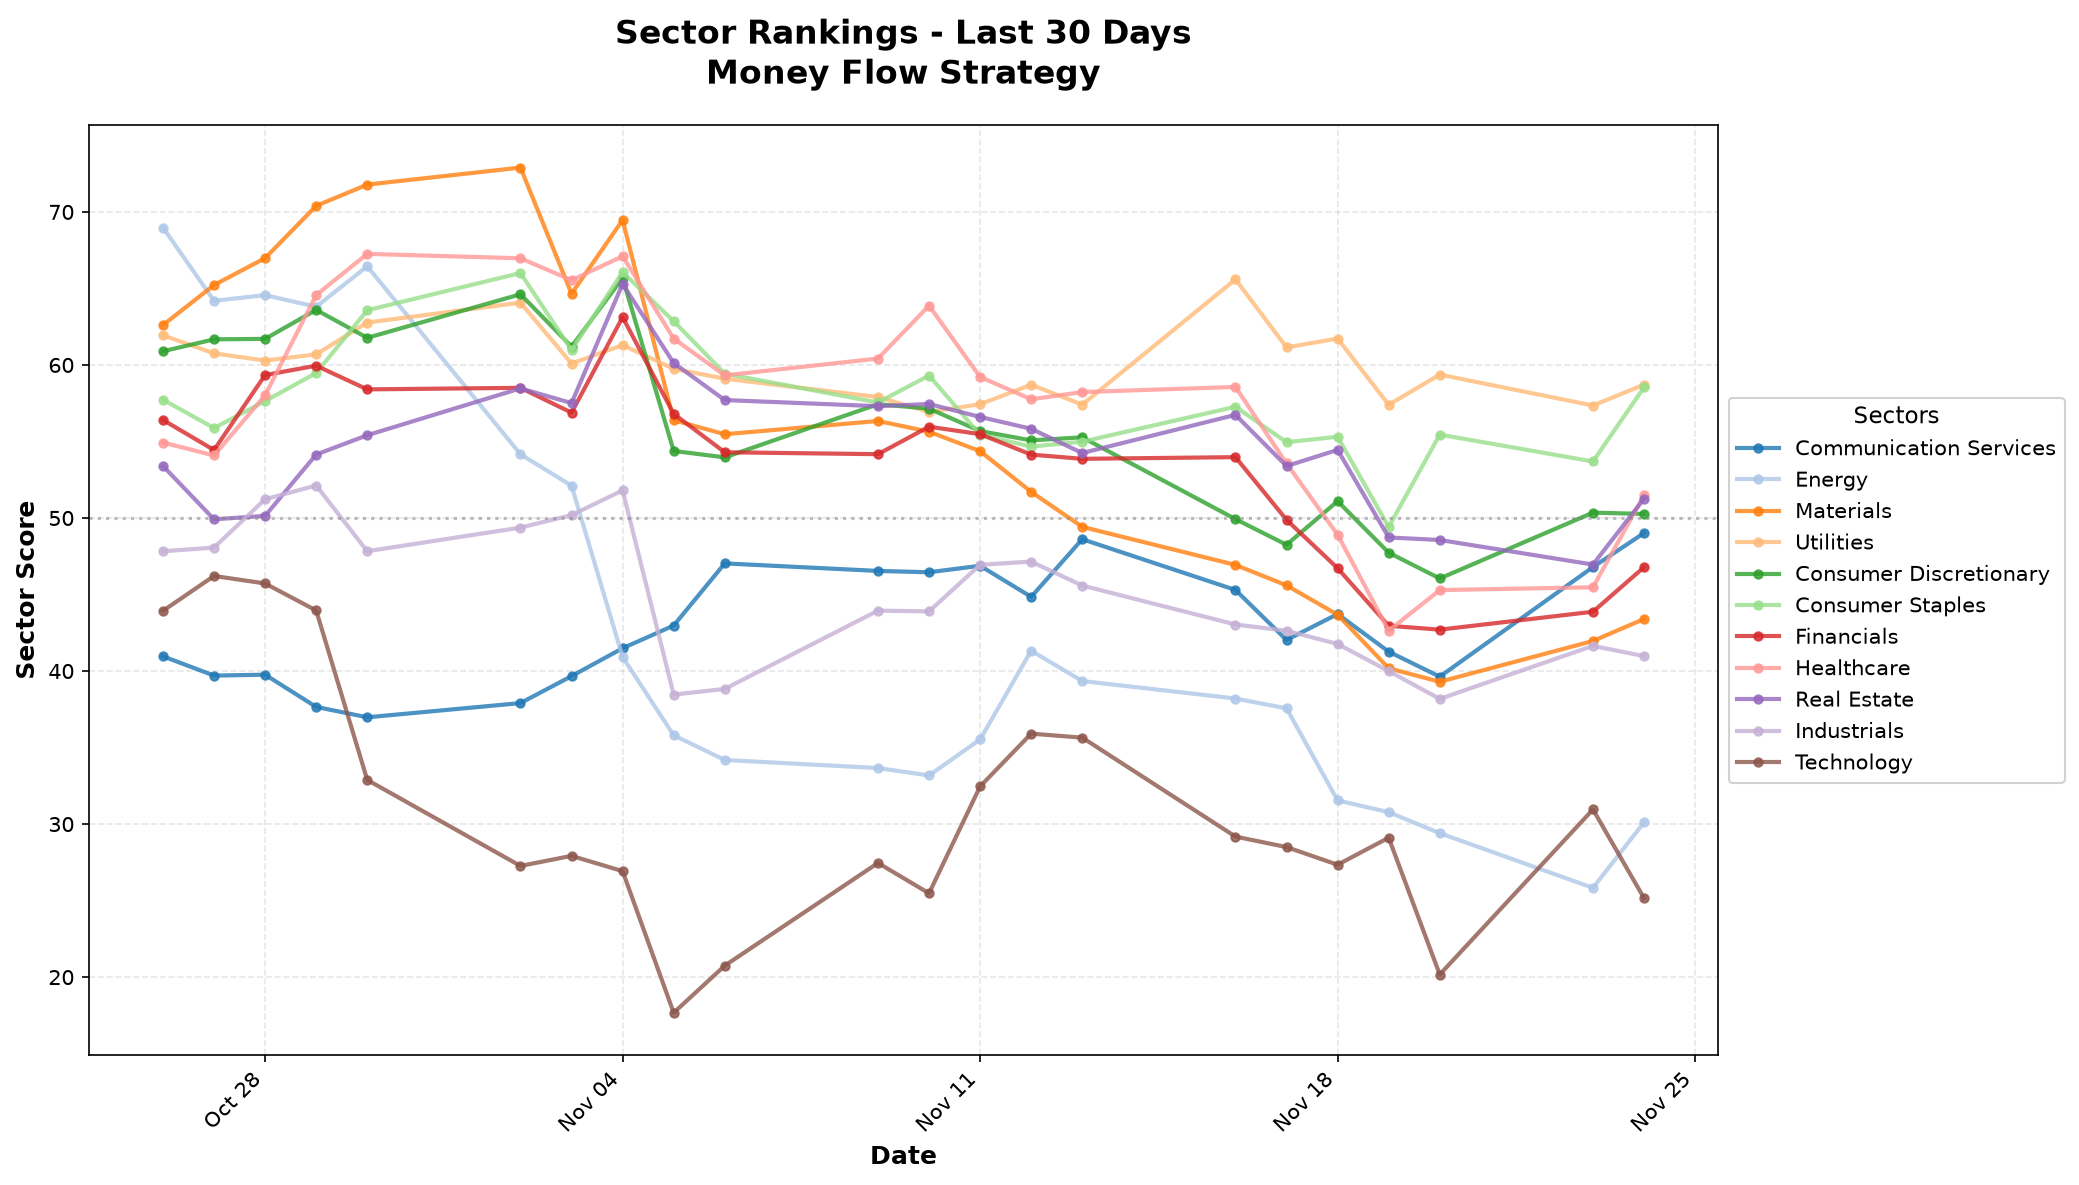 Sector Rankings - Last 30 Days
Money Flow Strategy
Sector Score
70
60
50
40
30
20
Oct 28
Nov 04
Nov 11
Nov 18
Nov 25
Date
Sectors
Communication Services
Energy
Materials
Utilities
Consumer Discretionary
Consumer Staples
Financials
Healthcare
Real Estate
Industrials
Technology